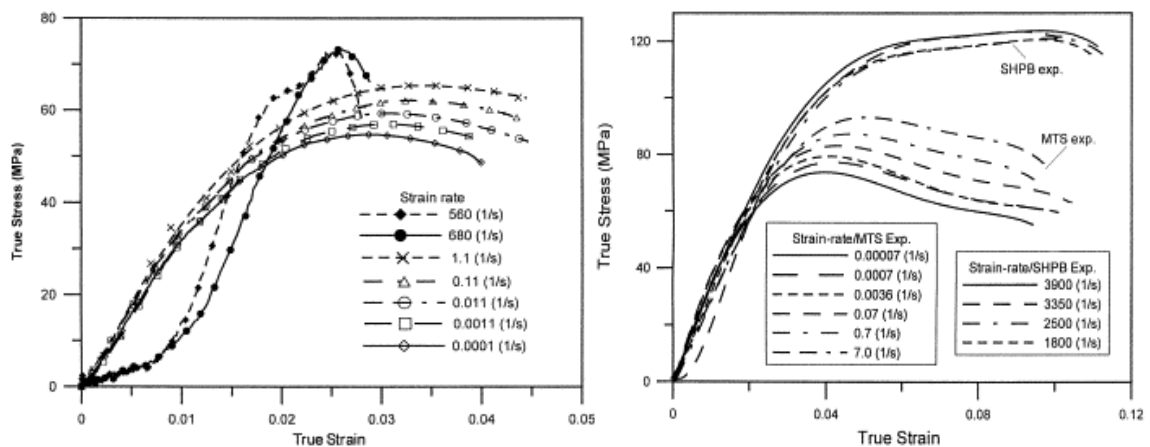 80
60
40
20
0
True Stress (MPa)
Strain rate
560 (1/s)
680 (1/s)
1.1 (1/s)
0.11 (1/s)
0.011 (1/s)
0.0011 (1/s)
0.0001 (1/s)
0 0.01 0.02 0.03 0.04 0.05
True Strain
120
80
40
0
True Stress (MPa)
SHPB exp.
MTS exp.
Strain-rate/MTS Exp.
0.00007 (1/s)
0.0007 (1/s)
0.0036 (1/s)
0.07 (1/s)
0.7 (1/s)
7.0 (1/s)
Strain-rate/SHPB Exp.
3900 (1/s)
3350 (1/s)
2500 (1/s)
1800 (1/s)
0.00 0.04 0.08 0.12
True Strain